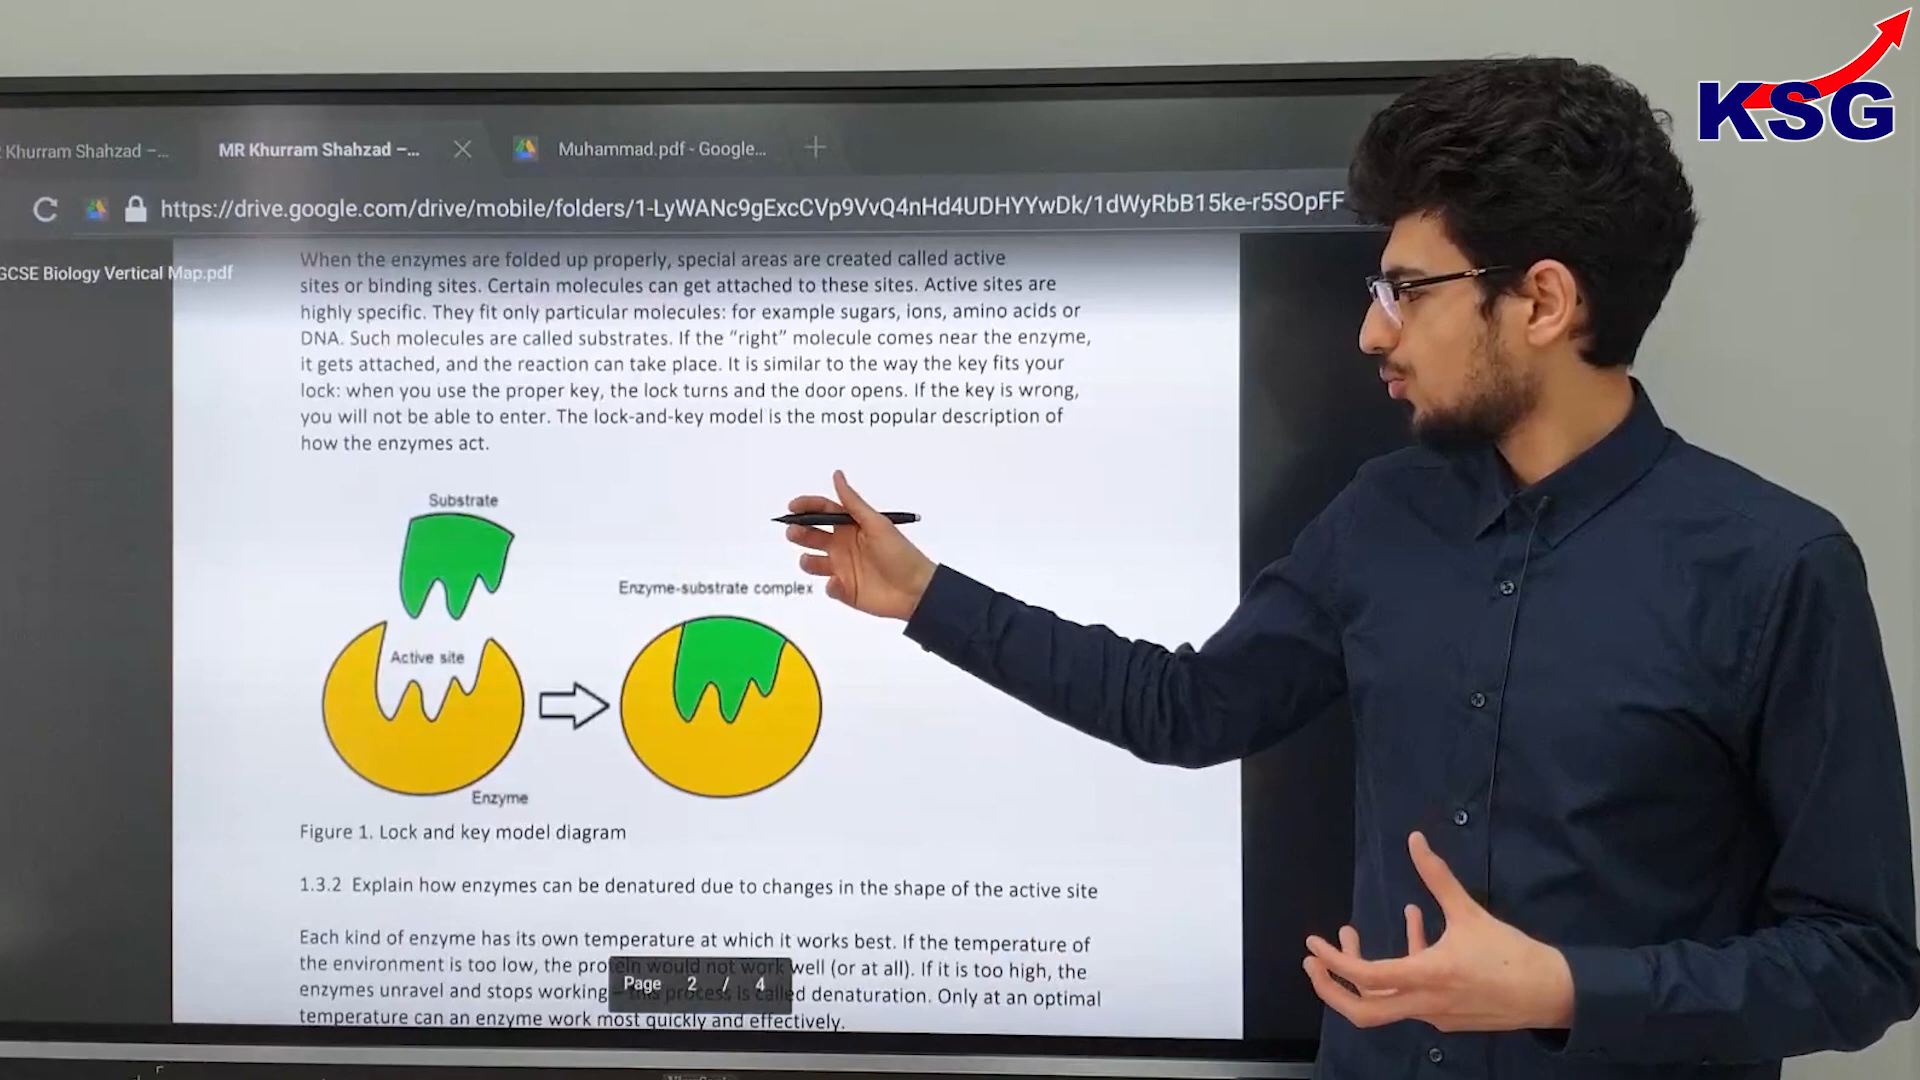 KSG
Khurram Shahzad –...
MR Khurram Shahzad –...
Muhammad.pdf - Google...
https://drive.google.com/drive/mobile/folders/1-LyWANc9gExcCVp9VvQ4nHd4UDHYYwDk/1dWyRbB15ke-r5SOpFF
GCSE Biology Vertical Map.pdf
When the enzymes are folded up properly, special areas are created called active
sites or binding sites. Certain molecules can get attached to these sites. Active sites are
highly specific. They fit only particular molecules: for example sugars, ions, amino acids or
DNA. Such molecules are called substrates. If the “right” molecule comes near the enzyme,
it gets attached, and the reaction can take place. It is similar to the way the key fits your
lock: when you use the proper key, the lock turns and the door opens. If the key is wrong,
you will not be able to enter. The lock-and-key model is the most popular description of
how the enzymes act.
Substrate
Enzyme-substrate complex
Active site
Enzyme
Figure 1. Lock and key model diagram
1.3.2 Explain how enzymes can be denatured due to changes in the shape of the active site
Each kind of enzyme has its own temperature at which it works best. If the temperature of
the environment is too low, the protein would not work well (or at all). If it is too high, the
enzymes unravel and stops working – this process is called denaturation. Only at an optimal
temperature can an enzyme work most quickly and effectively.
Page 2 / 4